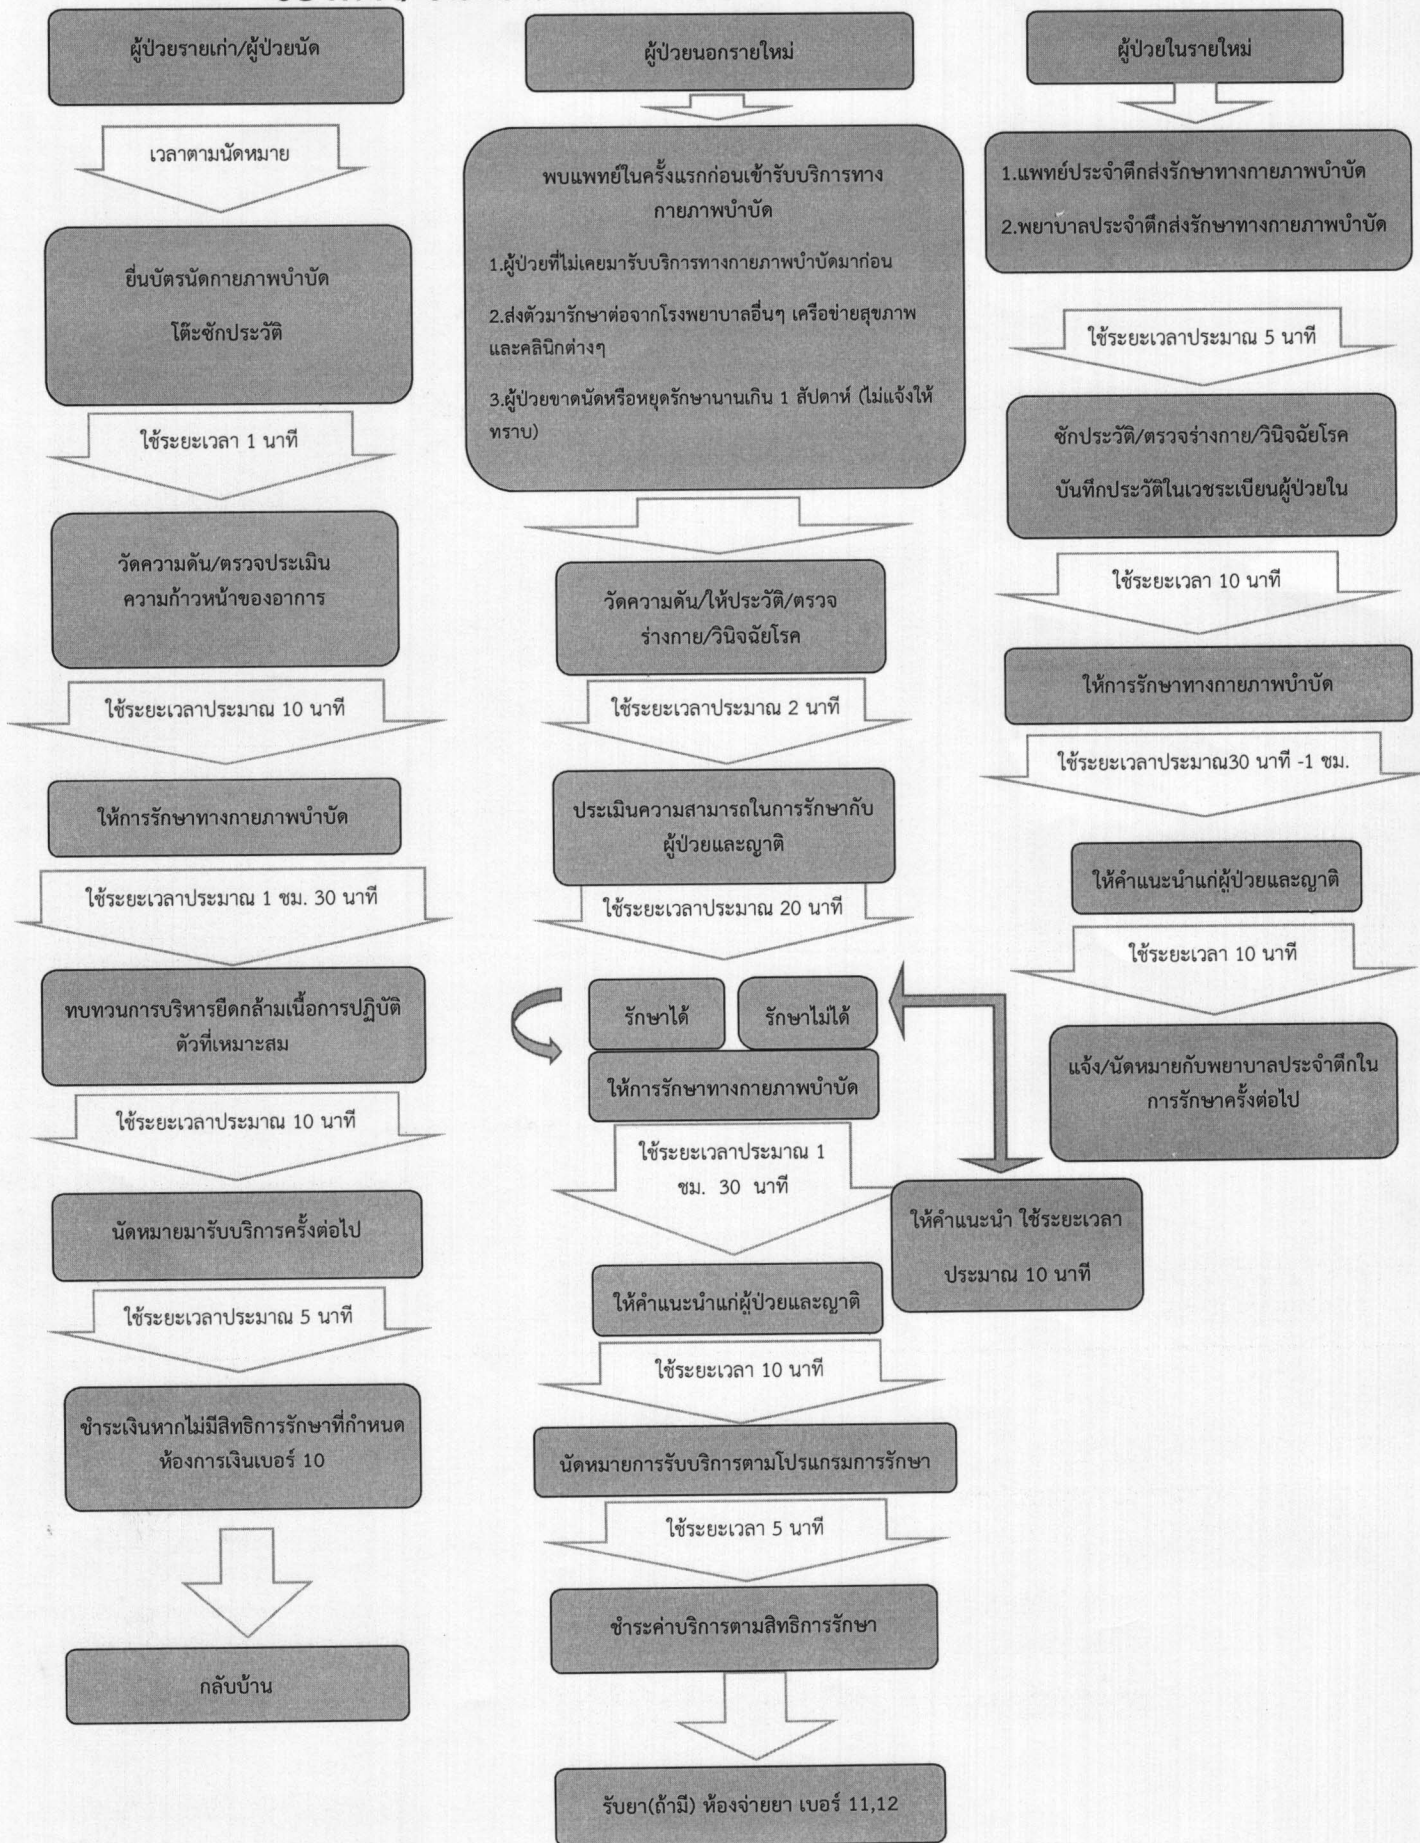 ผู้ป่วยรายเก่า/ผู้ป่วยนัด
เวลาตามนัดหมาย
ยื่นบัตรนัดกายภาพบำบัด
โต๊ะซักประวัติ
ใช้ระยะเวลา 1 นาที
วัดความดัน/ตรวจประเมิน
ความก้าวหน้าของอาการ
ใช้ระยะเวลาประมาณ 10 นาที
ให้การรักษาทางกายภาพบำบัด
ใช้ระยะเวลาประมาณ 1 ชม. 30 นาที
ทบทวนการบริหารยืดกล้ามเนื้อการปฏิบัติ
ตัวที่เหมาะสม
ใช้ระยะเวลาประมาณ 10 นาที
นัดหมายมารับบริการครั้งต่อไป
ใช้ระยะเวลาประมาณ 5 นาที
ชำระเงินหากไม่มีสิทธิการรักษาที่กำหนด
ห้องการเงินเบอร์ 10
กลับบ้าน
ผู้ป่วยนอกรายใหม่
พบแพทย์ในครั้งแรกก่อนเข้ารับบริการทาง
กายภาพบำบัด
1.ผู้ป่วยที่ไม่เคยมารับบริการทางกายภาพบำบัดมาก่อน
2.ส่งตัวมารักษาต่อจากโรงพยาบาลอื่นๆ เครือข่ายสุขภาพ
และคลินิกต่างๆ
3.ผู้ป่วยขาดนัดหรือหยุดรักษานานเกิน 1 สัปดาห์ (ไม่แจ้งให้
ทราบ)
วัดความดัน/ให้ประวัติ/ตรวจ
ร่างกาย/วินิจฉัยโรค
ใช้ระยะเวลาประมาณ 2 นาที
ประเมินความสามารถในการรักษากับ
ผู้ป่วยและญาติ
ใช้ระยะเวลาประมาณ 20 นาที
รักษาได้
รักษาไม่ได้
ให้การรักษาทางกายภาพบำบัด
ใช้ระยะเวลาประมาณ 1
ชม. 30 นาที
ให้คำแนะนำ ใช้ระยะเวลา
ประมาณ 10 นาที
ให้คำแนะนำแก่ผู้ป่วยและญาติ
ใช้ระยะเวลา 10 นาที
นัดหมายการรับบริการตามโปรแกรมการรักษา
ใช้ระยะเวลา 5 นาที
ชำระค่าบริการตามสิทธิการรักษา
รับยา(ถ้ามี) ห้องจ่ายยา เบอร์ 11,12
ผู้ป่วยในรายใหม่
1.แพทย์ประจำตึกส่งรักษาทางกายภาพบำบัด
2.พยาบาลประจำตึกส่งรักษาทางกายภาพบำบัด
ใช้ระยะเวลาประมาณ 5 นาที
ซักประวัติ/ตรวจร่างกาย/วินิจฉัยโรค
บันทึกประวัติในเวชระเบียนผู้ป่วยใน
ใช้ระยะเวลา 10 นาที
ให้การรักษาทางกายภาพบำบัด
ใช้ระยะเวลาประมาณ30 นาที -1 ชม.
ให้คำแนะนำแก่ผู้ป่วยและญาติ
ใช้ระยะเวลา 10 นาที
แจ้ง/นัดหมายกับพยาบาลประจำตึกใน
การรักษาครั้งต่อไป